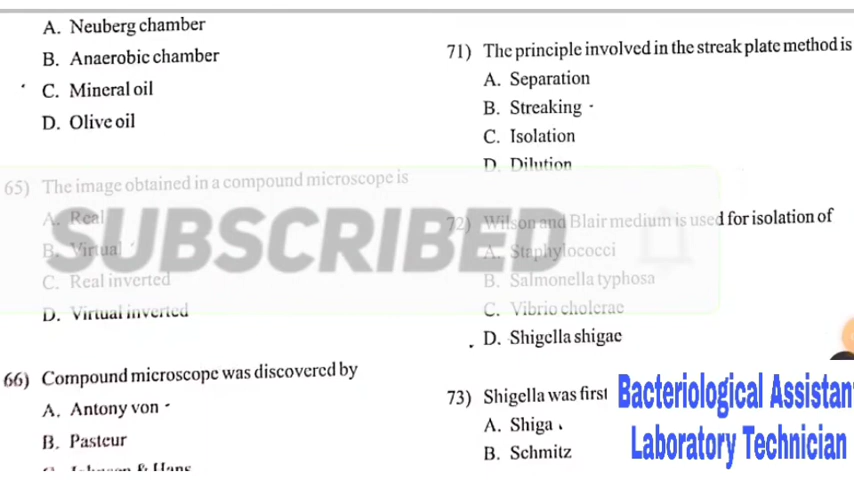 A. Neuberg chamber
B. Anaerobic chamber
C. Mineral oil
D. Olive oil
65) The image obtained in a compound microscope is
A. Real
B. Virtual
C. Real inverted
D. Virtual inverted
66) Compound microscope was discovered by
A. Antony von
B. Pasteur
& Hans
71) The principle involved in the streak plate method is
A. Separation
B. Streaking
C. Isolation
D. Dilution
72) Wilson and Blair medium is used for isolation of
A. Staphylococci
B. Salmonella typhosa
C. Vibrio cholerae
D. Shigella shigae
73) Shigella was first
A. Shiga
B. Schmitz
SUBSCRIBED
Bacteriological Assistan
Laboratory Technician